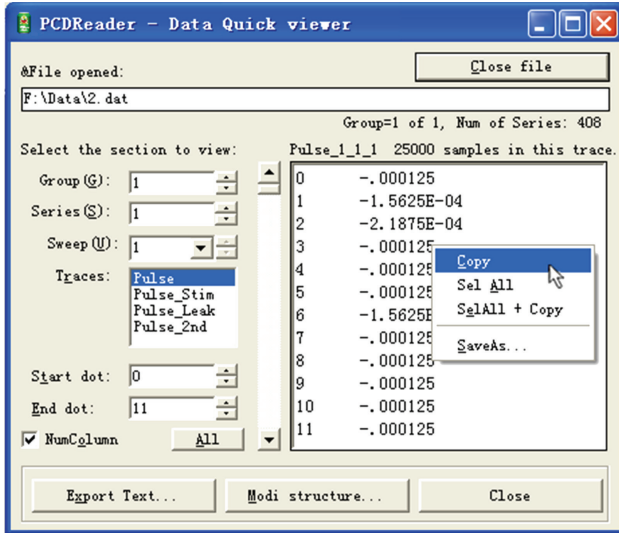 PCDReader - Data Quick viewer
&File opened:
Close file
F:\Data\2.dat
Group=1 of 1, Num of Series: 408
Select the section to view:
Pulse_1_1_1 25000 samples in this trace.
Group(G): 1
Series(S): 1
Sweep(U): 1
Traces:
Pulse
Pulse_Stim
Pulse_Leak
Pulse_2nd
Start dot: 0
End dot: 11
NumColumn
All
0 -.000125
1 -1.5625E-04
2 -2.1875E-04
3 -.000125
4 -.000125
5 -.000125
6 -1.5625E
7 -.000125
8 -.000125
9 -.000125
10 -.000125
11 -.000125
Copy
Sel All
SelAll + Copy
SaveAs...
Export Text...
Modi structure...
Close